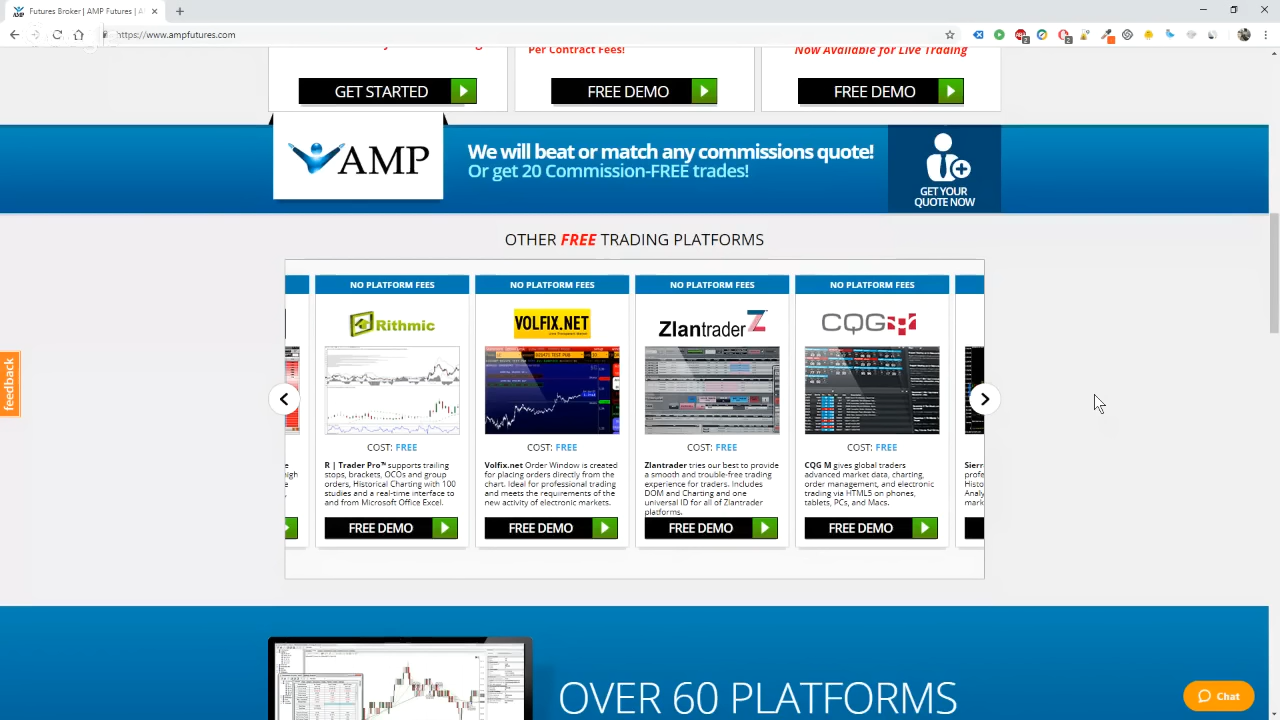 Futures Broker | AMP Futures | A
https://www.ampfutures.com
Per Contract Fees!
Now Available for Live Trading
GET STARTED
FREE DEMO
FREE DEMO
AMP
We will beat or match any commissions quote!
Or get 20 Commission-FREE trades!
GET YOUR
QUOTE NOW
OTHER FREE TRADING PLATFORMS
NO PLATFORM FEES
NO PLATFORM FEES
NO PLATFORM FEES
NO PLATFORM FEES
Rithmic
VOLFIX.NET
Zlantrader
CQG M
COST: FREE
COST: FREE
COST: FREE
COST: FREE
R | Trader Pro™ supports trailing
stops, brackets, OCOs and group
orders, Historical Charting with 100
studies and a real-time interface to
and from Microsoft Office Excel.
Volfix.net Order Window is created
for placing orders directly from the
chart. Ideal for professional trading
and meets the requirements of the
new activity of electronic markets.
Zlantrader tries our best to provide
a smooth and trouble-free trading
experience for traders. Includes
DOM and Charting and one
universal ID for all of Zlantrader
platforms.
CQG M gives global traders
advanced market data, charting,
order management, and electronic
trading via HTML5 on phones,
tablets, PCs, and Macs.
Sierr
profe
Histo
Analy
mark
FREE DEMO
FREE DEMO
FREE DEMO
FREE DEMO
feedback
OVER 60 PLATFORMS
Chat